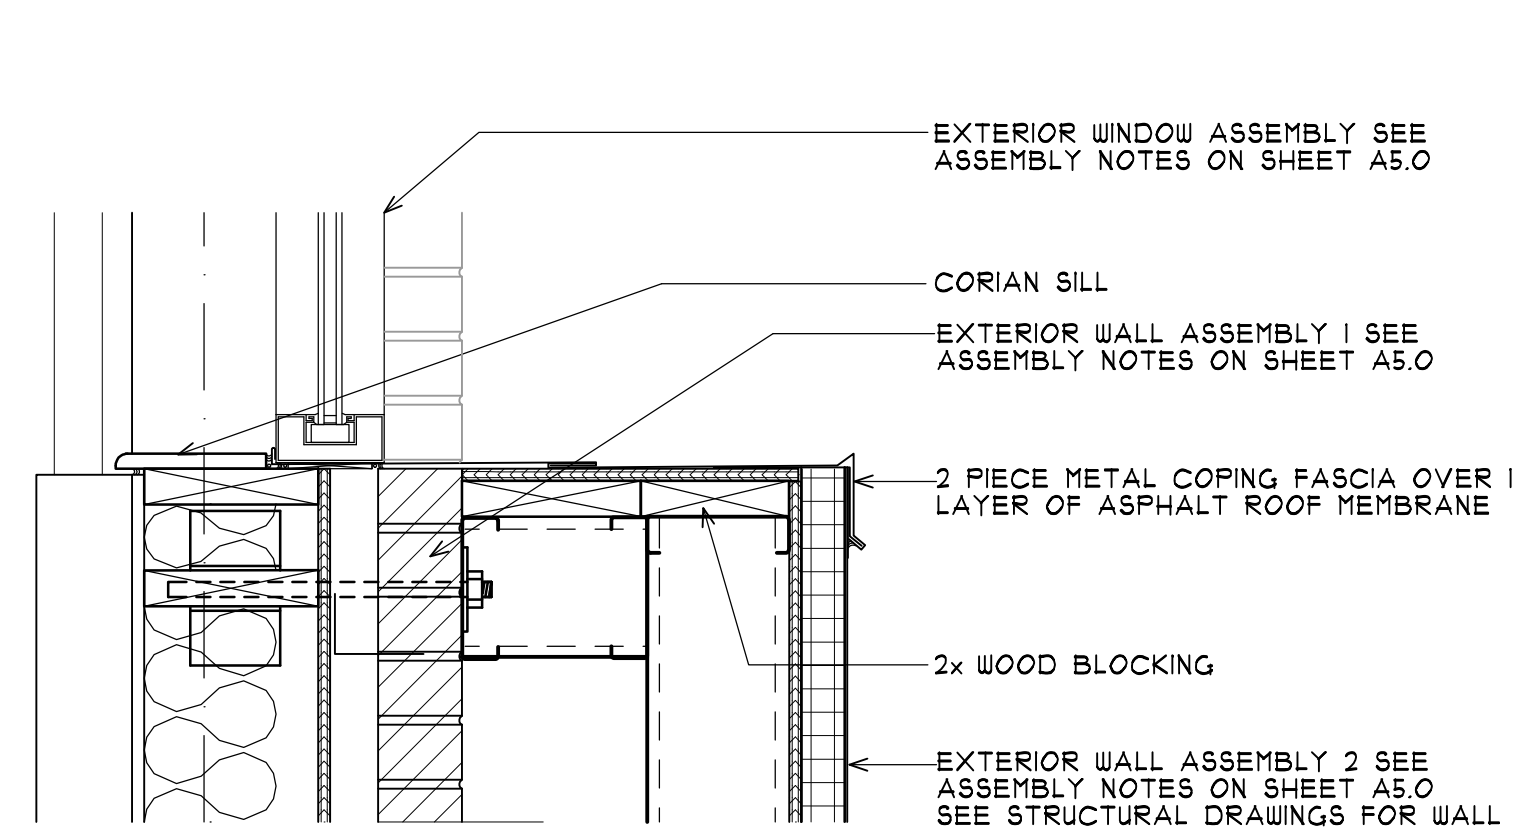 EXTERIOR WINDOW ASSEMBLY SEE
ASSEMBLY NOTES ON SHEET A5.0
CORIAN SILL
EXTERIOR WALL ASSEMBLY 1 SEE
ASSEMBLY NOTES ON SHEET A5.0
2 PIECE METAL COPING FASCIA OVER 1
LAYER OF ASPHALT ROOF MEMBRANE
2x WOOD BLOCKING
EXTERIOR WALL ASSEMBLY 2 SEE
ASSEMBLY NOTES ON SHEET A5.0
SEE STRUCTURAL DRAWINGS FOR WALL